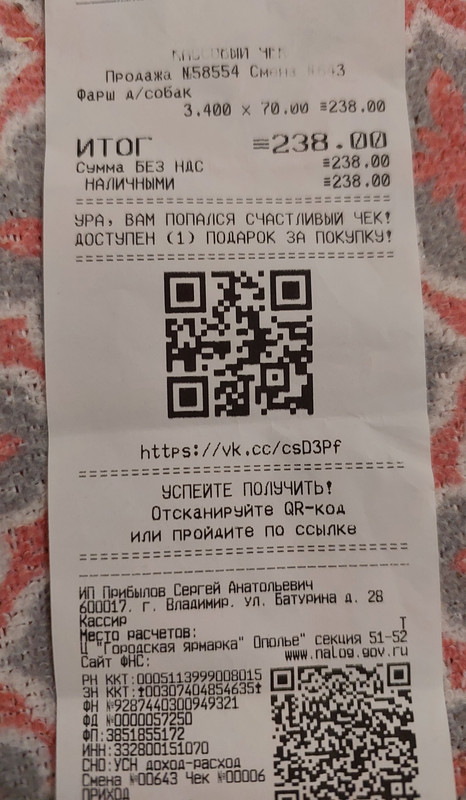 КАССОВЫЙ ЧЕК
Продажа №58554 Смена
Фарш д/собак
3.400 x 70.00 ≡238.00
ИТОГ ≡238.00
Сумма БЕЗ НДС ≡238.00
НАЛИЧНЫМИ ≡238.00
УРА, ВАМ ПОПАЛСЯ СЧАСТЛИВЫЙ ЧЕК!
ДОСТУПЕН (1) ПОДАРОК ЗА ПОКУПКУ!
https://vk.cc/csD3Pf
УСПЕЙТЕ ПОЛУЧИТЬ!
Отсканируйте QR-код
или пройдите по ссылке
ИП Прибылов Сергей Анатольевич
600017. г. Владимир. ул. Батурина д. 28
Кассир Т
Место расчетов:
Ц "Городская ярмарка" Ополье" секция 51-52
Сайт ФНС: www.nalog.gov.ru
РН ККТ:0005113999008015
ЗН ККТ:↑00307404854635↑
ФН №9287440300949321
ФД №0000057250
ФП:3851855172
ИНН:332800151070
СНО:УСН доход-расход
Смена №00643 Чек №00006
ПРИХОД